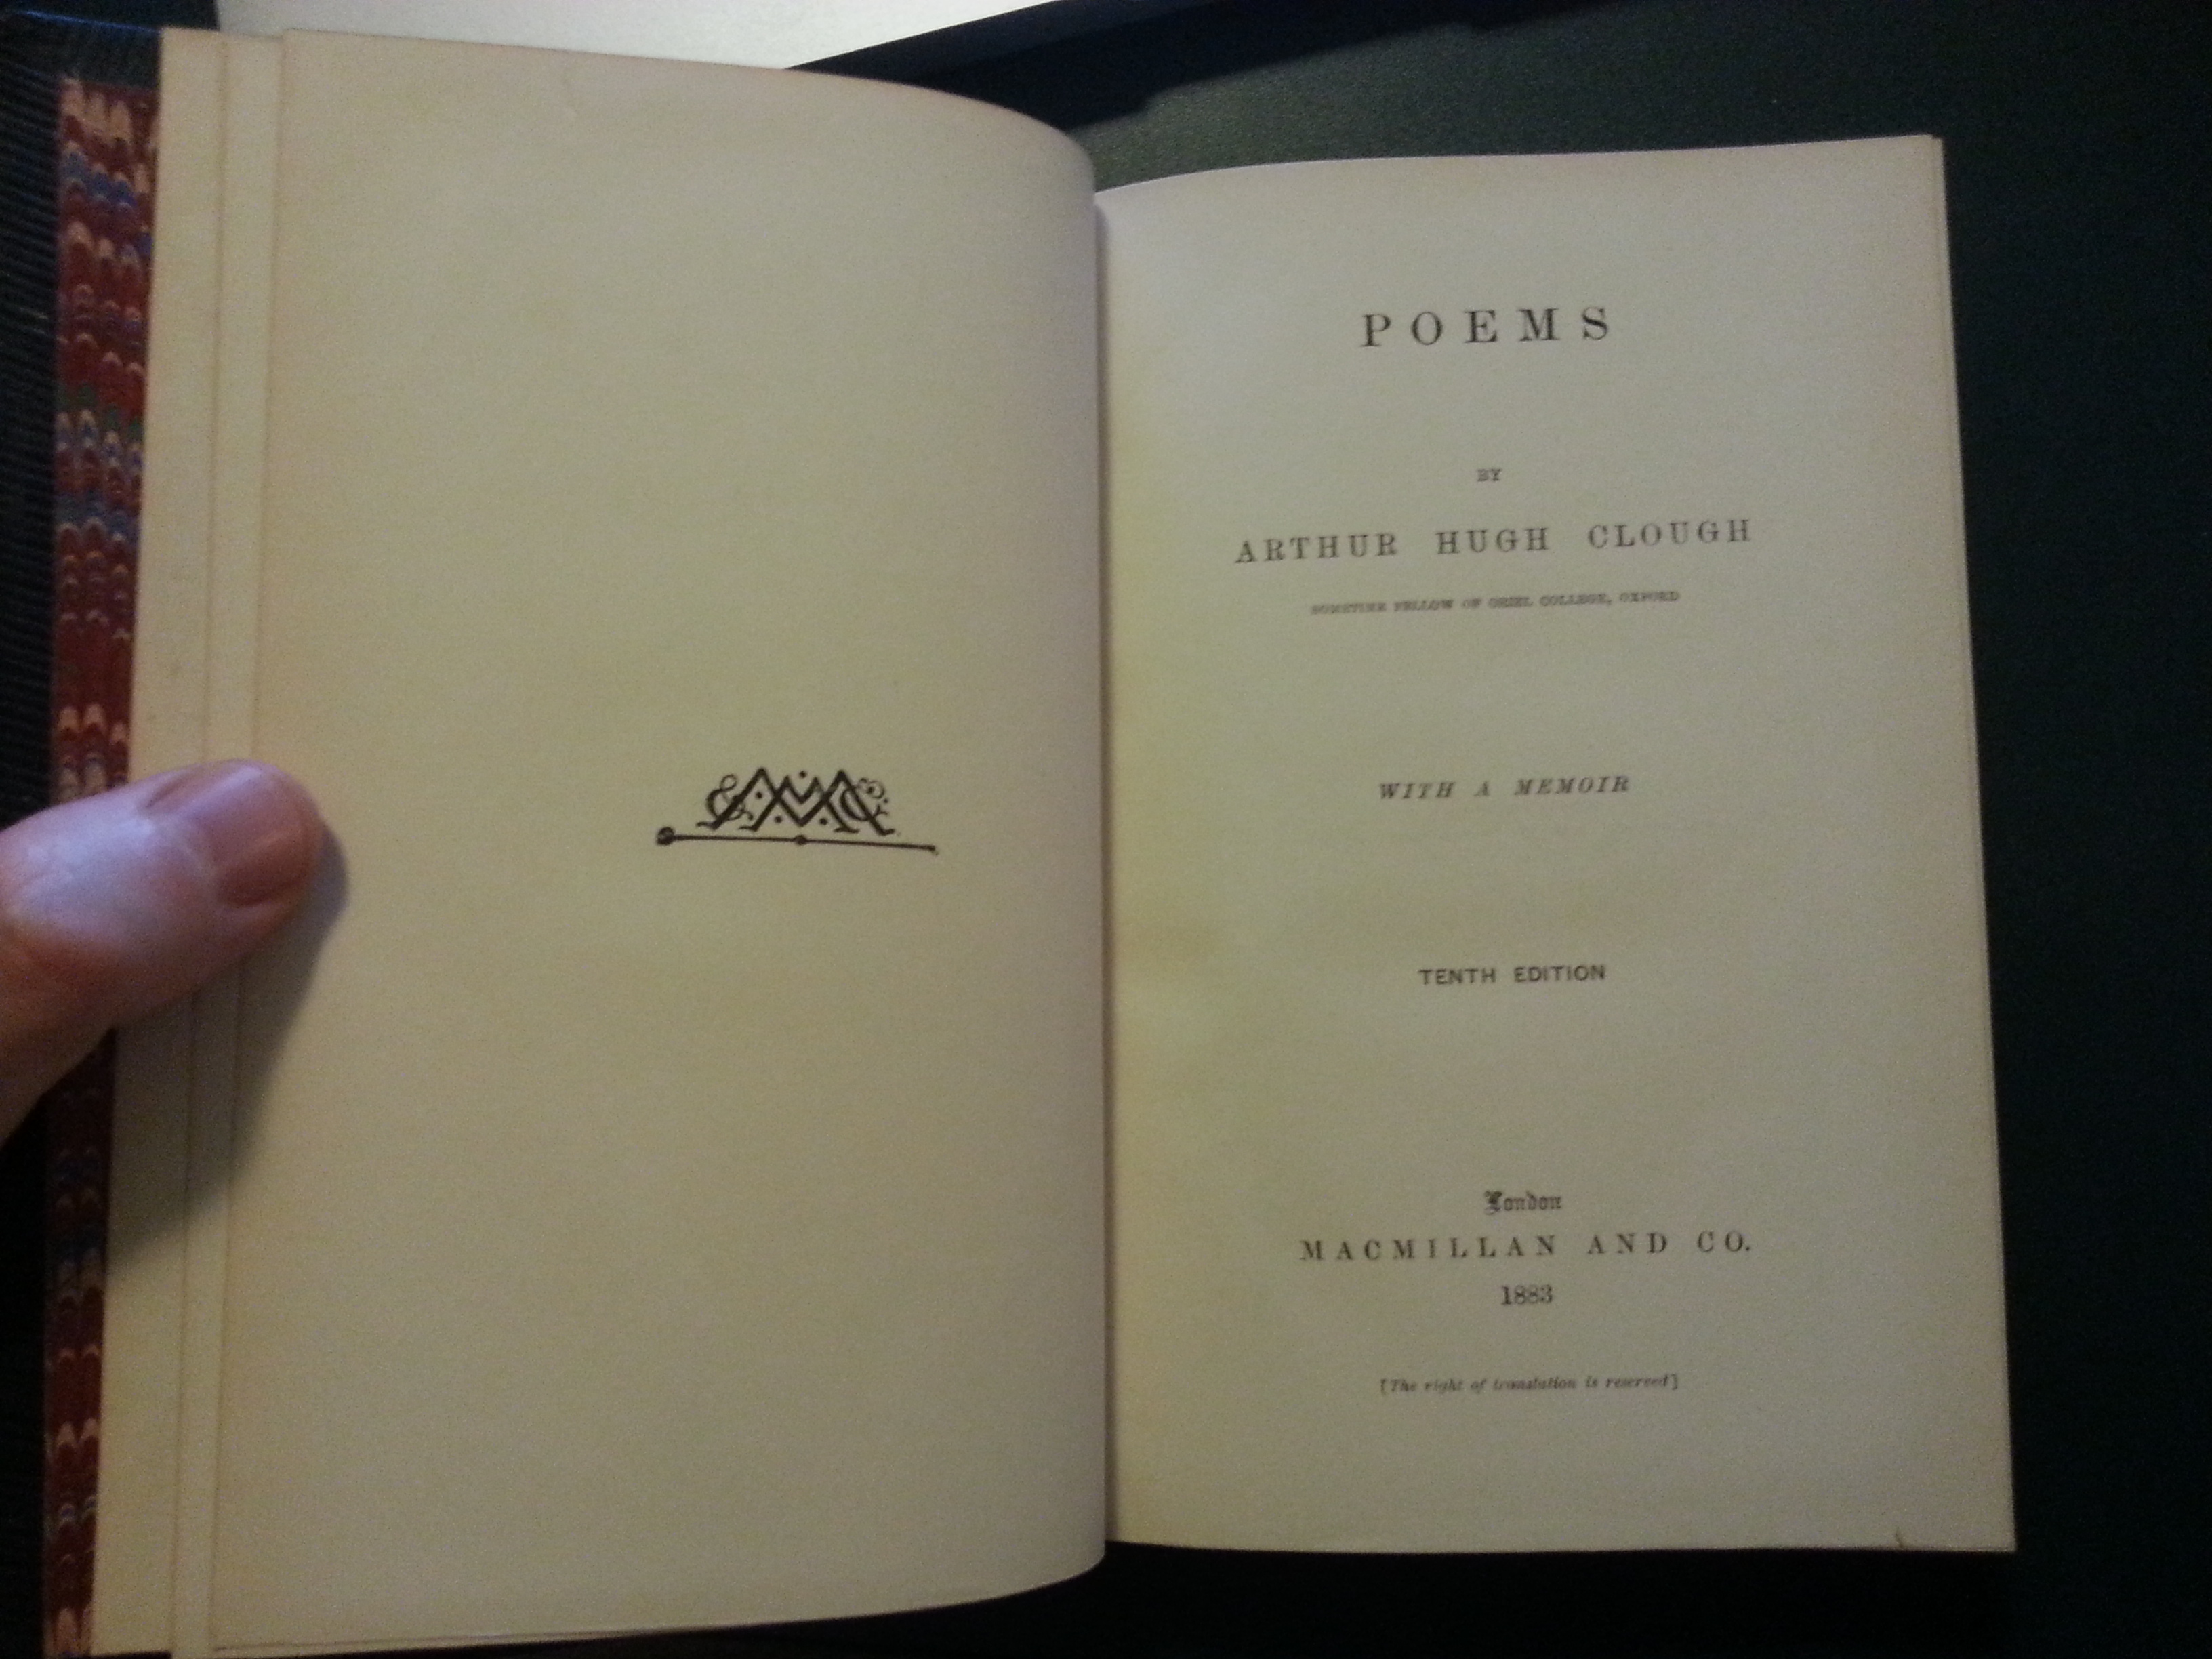 POEMS
BY
ARTHUR HUGH CLOUGH
SOMETIME FELLOW OF ORIEL COLLEGE, OXFORD
WITH A MEMOIR
TENTH EDITION
London
MACMILLAN AND CO.
1883
[The right of translation is reserved]